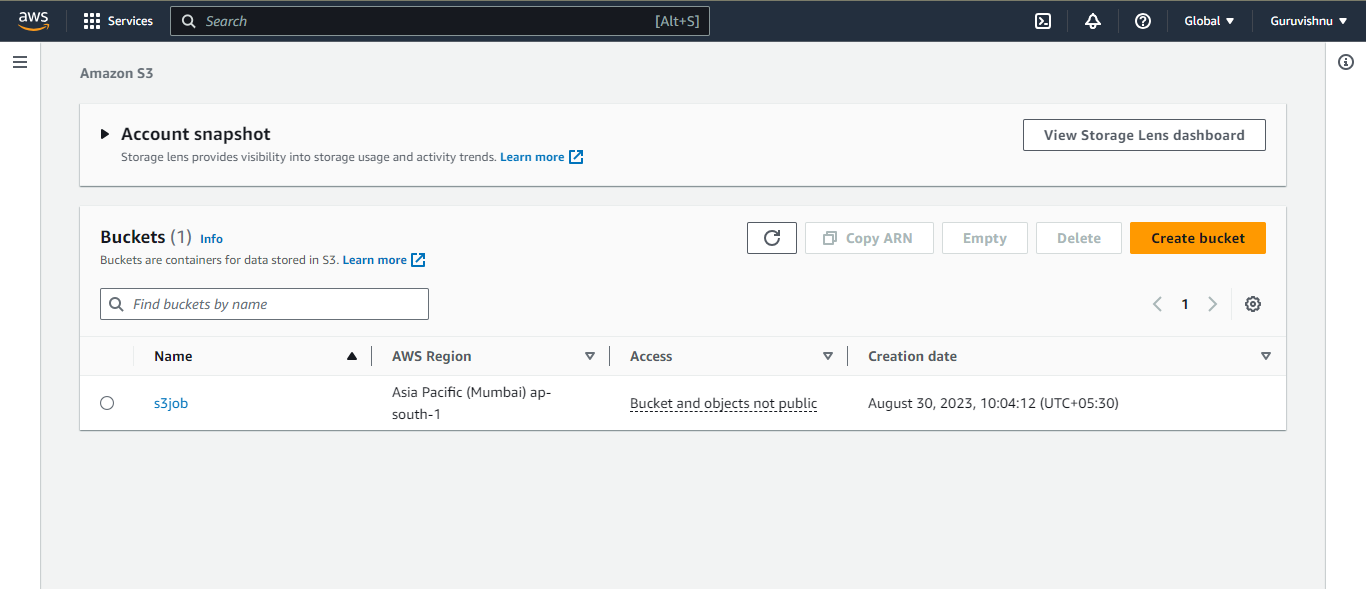 aws Services Search [Alt+S] Global Guruvishnu
Amazon S3
Account snapshot
View Storage Lens dashboard
Storage lens provides visibility into storage usage and activity trends. Learn more
Buckets (1) Info
Copy ARN Empty Delete Create bucket
Buckets are containers for data stored in S3. Learn more
Find buckets by name
1
Name AWS Region Access Creation date
s3job Asia Pacific (Mumbai) ap-
south-1 Bucket and objects not public August 30, 2023, 10:04:12 (UTC+05:30)